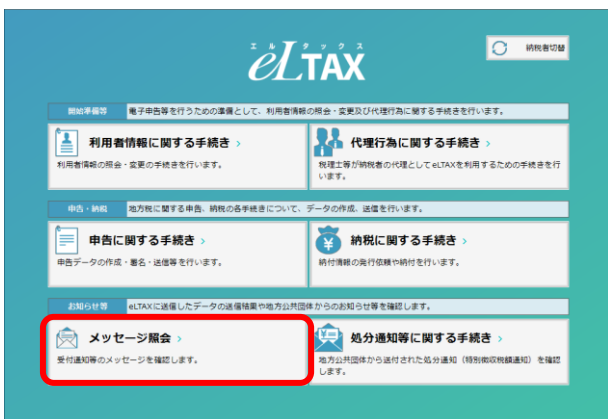 エルタックス
eLTAX
納税者切替
開始準備等 電子申告等を行うための準備として、利用者情報の照会・変更及び代理行為に関する手続きを行います。
利用者情報に関する手続き >
利用者情報の照会・変更の手続きを行います。
代理行為に関する手続き >
税理士等が納税者の代理としてeLTAXを利用するための手続きを行
います。
申告・納税 地方税に関する申告、納税の各手続きについて、データの作成、送信を行います。
申告に関する手続き >
申告データの作成・署名・送信等を行います。
納税に関する手続き >
納付情報の発行依頼や納付を行います。
お知らせ等 eLTAXに送信したデータの送信結果や地方公共団体からのお知らせ等を確認します。
メッセージ照会 >
受付通知等のメッセージを確認します。
処分通知等に関する手続き >
地方公共団体から送付された処分通知（特別徴収税額通知）を確認
します。